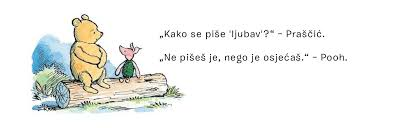 „Kako se piše 'ljubav'?“ – Praščić.
„Ne pišeš je, nego je osjećaš.“ – Pooh.